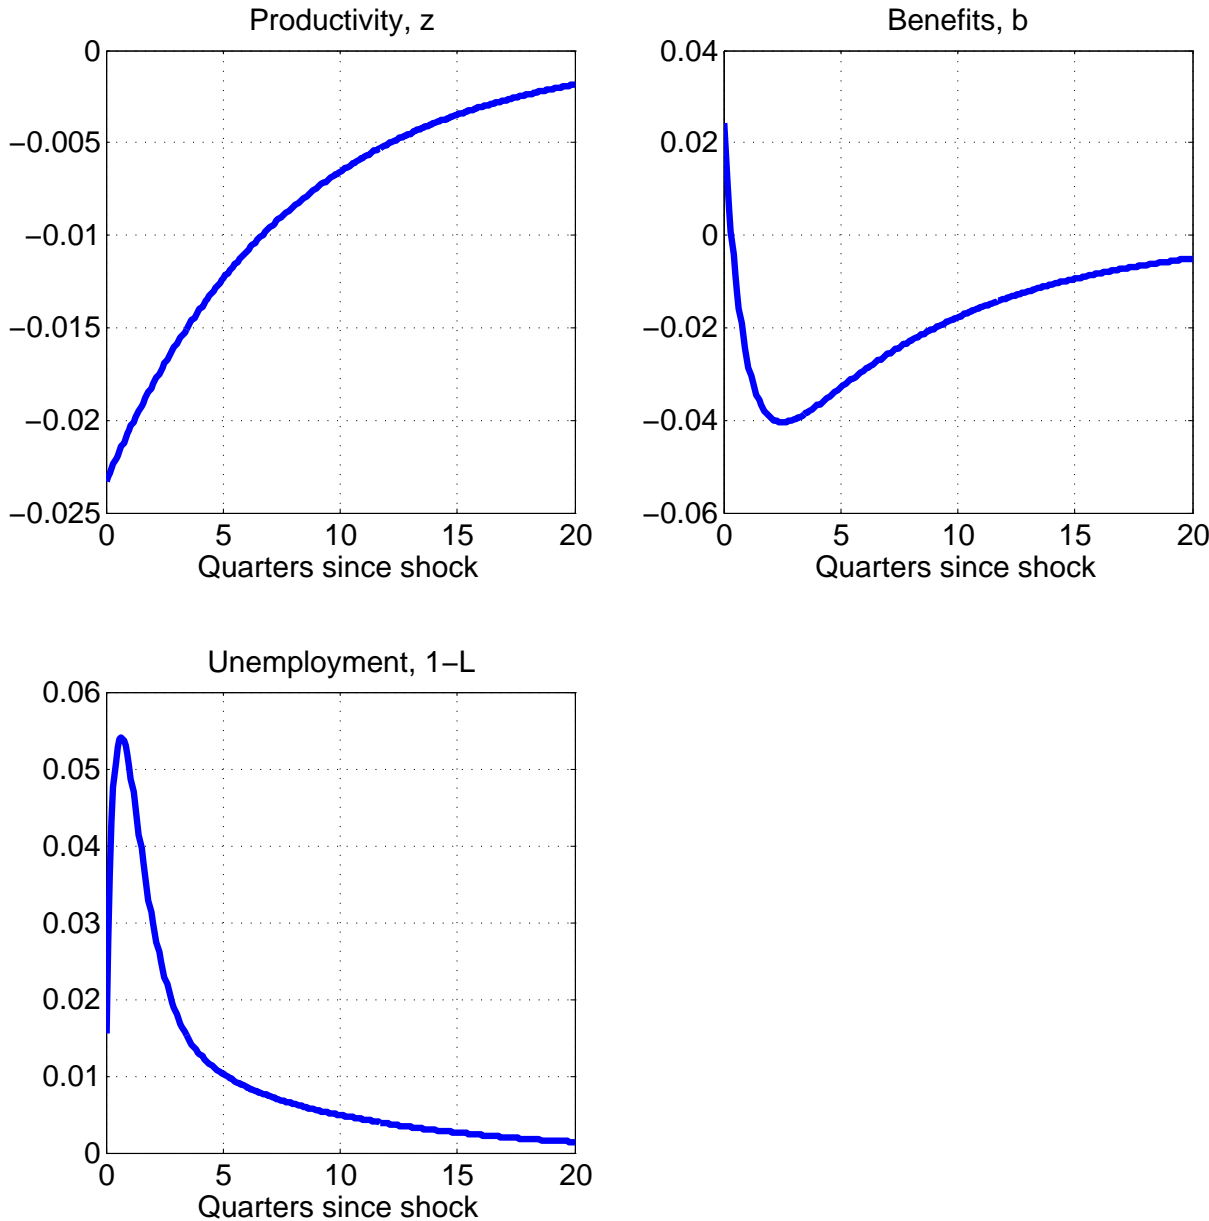 Productivity, z
0
−0.005
−0.01
−0.015
−0.02
−0.025
0 5 10 15 20
Quarters since shock
Benefits, b
0.04
0.02
0
−0.02
−0.04
−0.06
0 5 10 15 20
Quarters since shock
Unemployment, 1−L
0.06
0.05
0.04
0.03
0.02
0.01
0
0 5 10 15 20
Quarters since shock